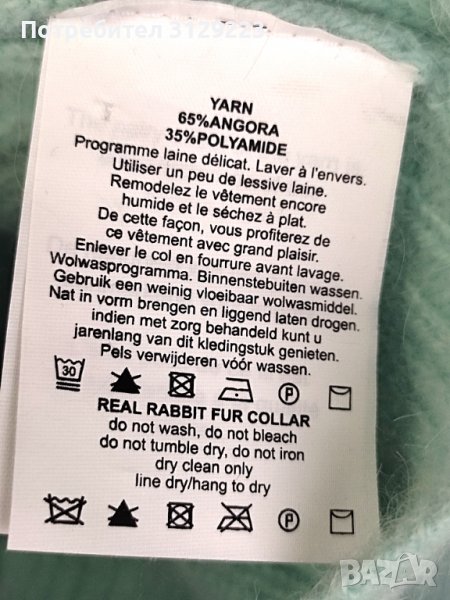 Потребител 3129223
YARN
65%ANGORA
35%POLYAMIDE
Programme laine délicat. Laver à l'envers.
Utiliser un peu de lessive laine.
Remodelez le vêtement encore
humide et le séchez à plat.
De cette façon, vous profiterez de
ce vêtement avec grand plaisir.
Enlever le col en fourrure avant lavage.
Wolwasprogramma. Binnenstebuiten wassen.
Gebruik een weinig vloeibaar wolwasmiddel.
Nat in vorm brengen en liggend laten drogen.
indien met zorg behandeld kunt u
jarenlang van dit kledingstuk genieten.
Pels verwijderen vóór wassen.
30 P
REAL RABBIT FUR COLLAR
do not wash, do not bleach
do not tumble dry, do not iron
dry clean only
line dry/hang to dry
P
BAZAR